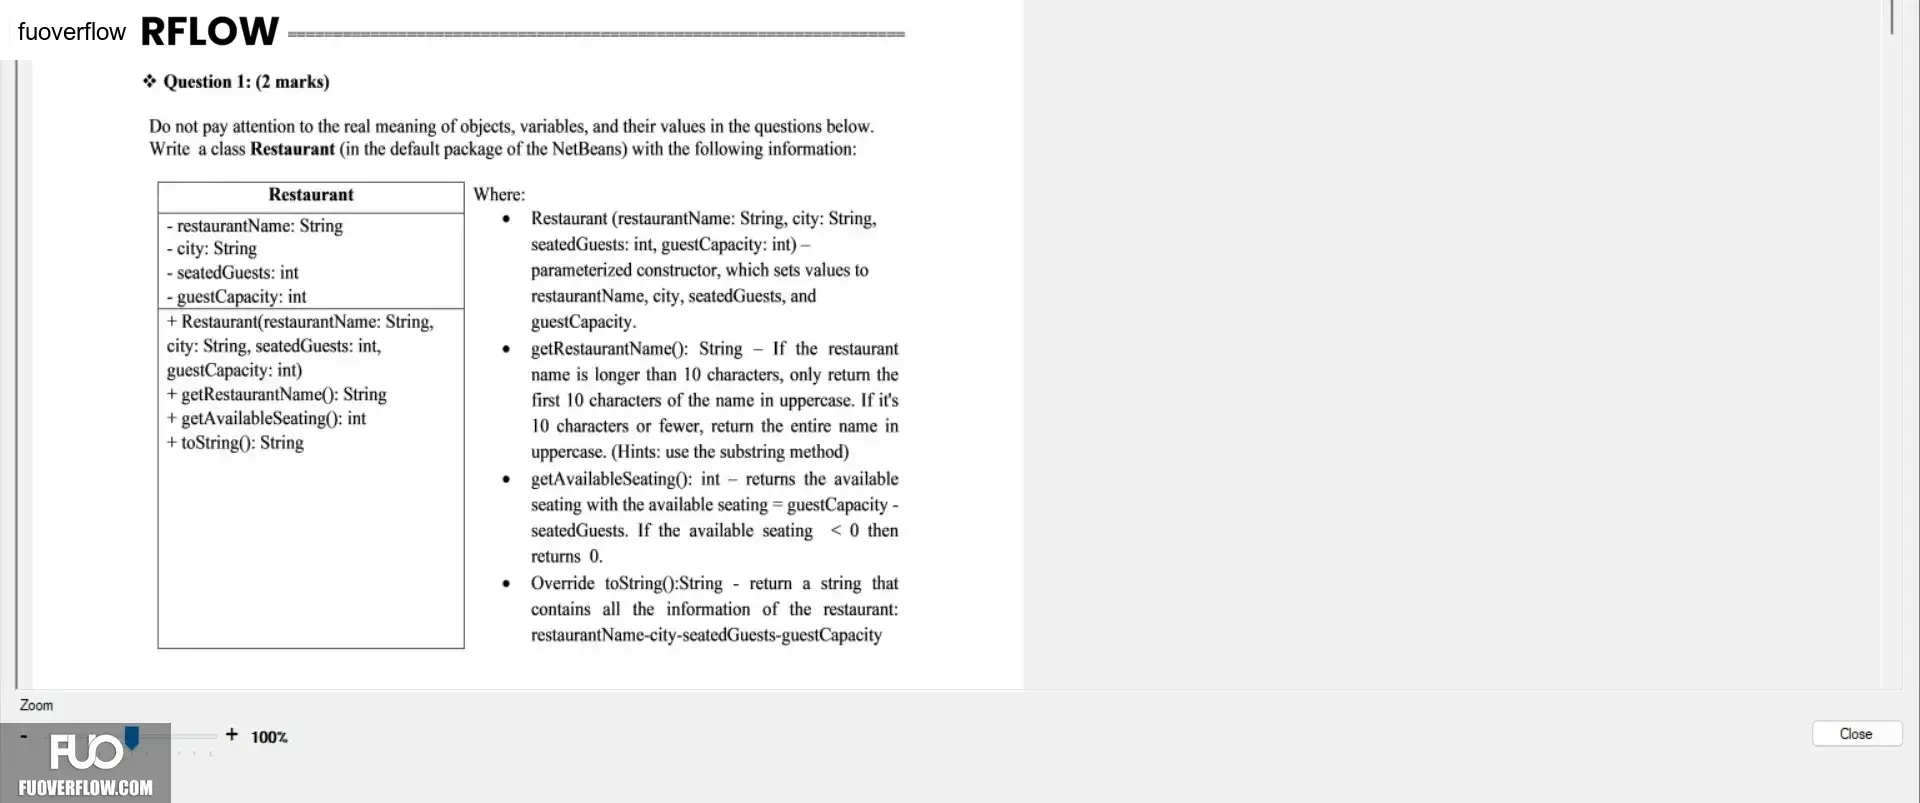 fuoverflow RFLOW ====================================================================
❖ Question 1: (2 marks)
Do not pay attention to the real meaning of objects, variables, and their values in the questions below.
Write a class Restaurant (in the default package of the NetBeans) with the following information:
Restaurant
- restaurantName: String
- city: String
- seatedGuests: int
- guestCapacity: int
+ Restaurant(restaurantName: String,
city: String, seatedGuests: int,
guestCapacity: int)
+ getRestaurantName(): String
+ getAvailableSeating(): int
+ toString(): String
Where:
• Restaurant (restaurantName: String, city: String,
seatedGuests: int, guestCapacity: int) –
parameterized constructor, which sets values to
restaurantName, city, seatedGuests, and
guestCapacity.
• getRestaurantName(): String – If the restaurant
name is longer than 10 characters, only return the
first 10 characters of the name in uppercase. If it's
10 characters or fewer, return the entire name in
uppercase. (Hints: use the substring method)
• getAvailableSeating(): int – returns the available
seating with the available seating = guestCapacity -
seatedGuests. If the available seating < 0 then
returns 0.
• Override toString():String - return a string that
contains all the information of the restaurant:
restaurantName-city-seatedGuests-guestCapacity
Zoom
- + 100%
Close
FUO
FUOVERFLOW.COM